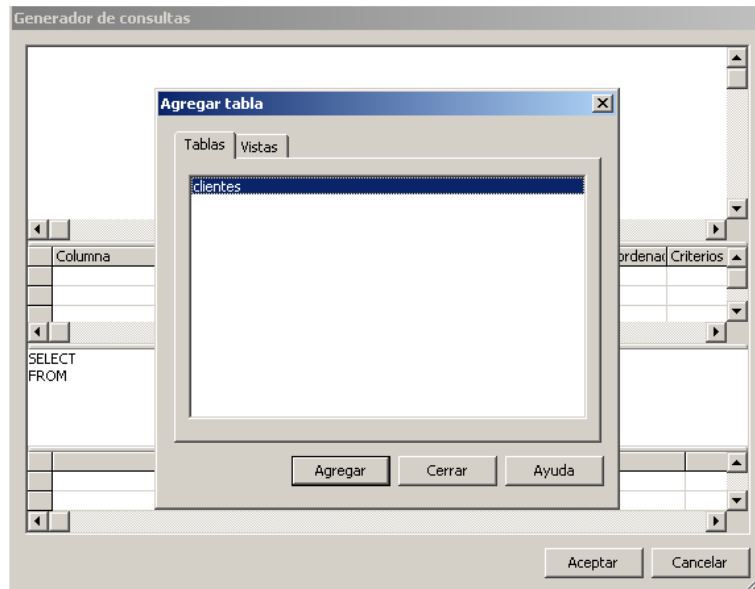 Generador de consultas
Agregar tabla
Tablas Vistas
clientes
Columna Criterios
SELECT
FROM
Agregar Cerrar Ayuda
Aceptar Cancelar